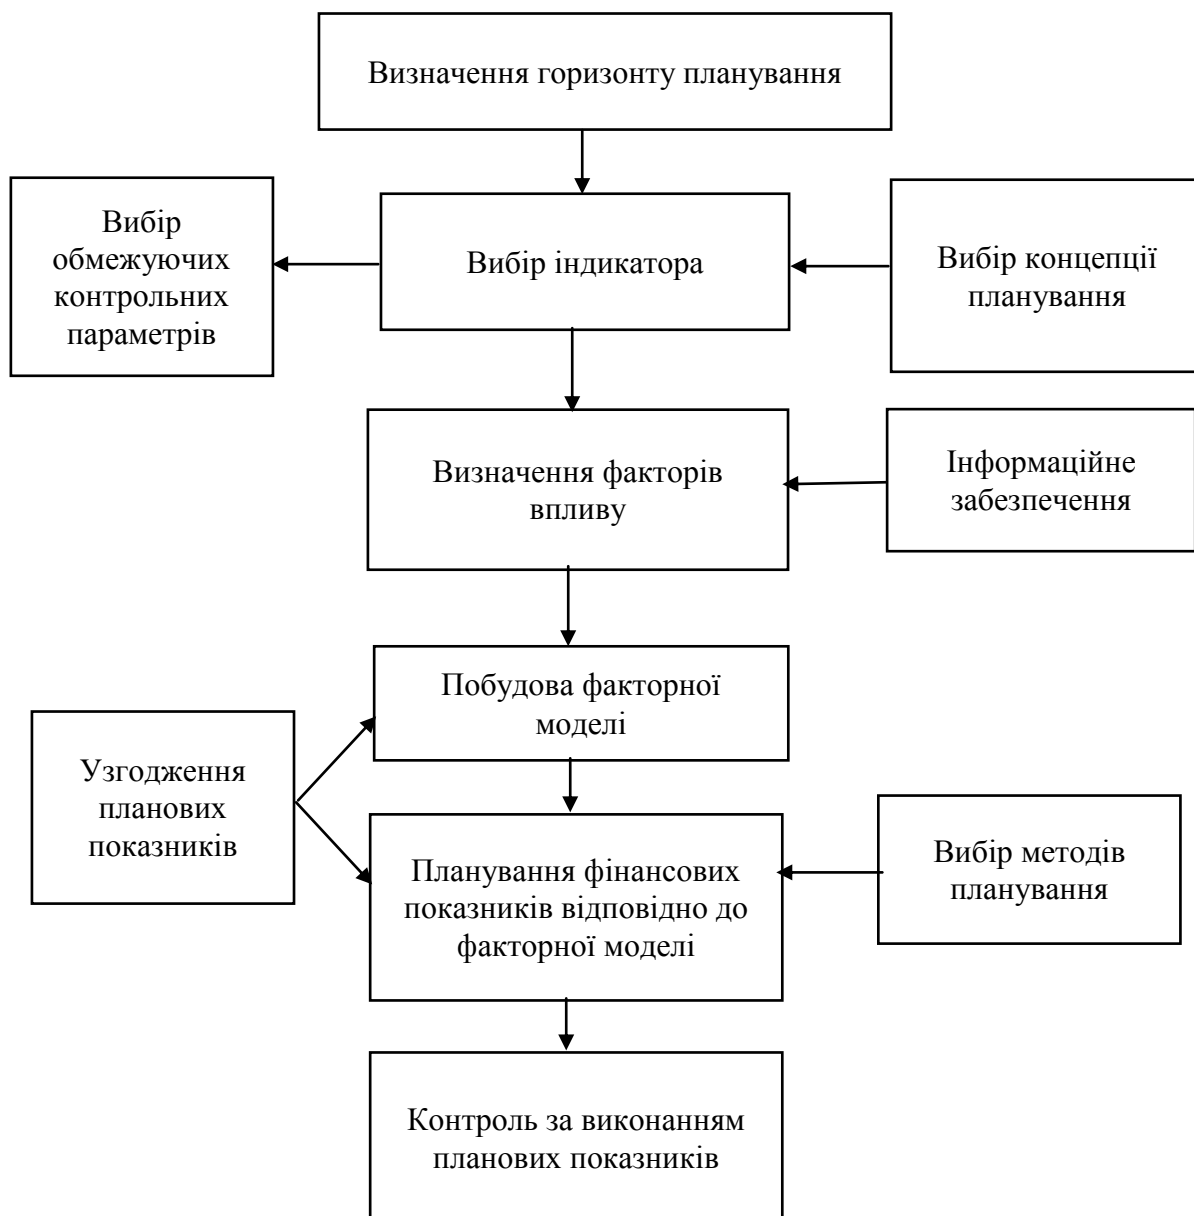 Визначення горизонту планування
Вибір
обмежуючих
контрольних
параметрів
Вибір індикатора
Вибір концепції
планування
Визначення факторів
впливу
Інформаційне
забезпечення
Побудова факторної
моделі
Узгодження
планових
показників
Планування фінансових
показників відповідно до
факторної моделі
Вибір методів
планування
Контроль за виконанням
планових показників